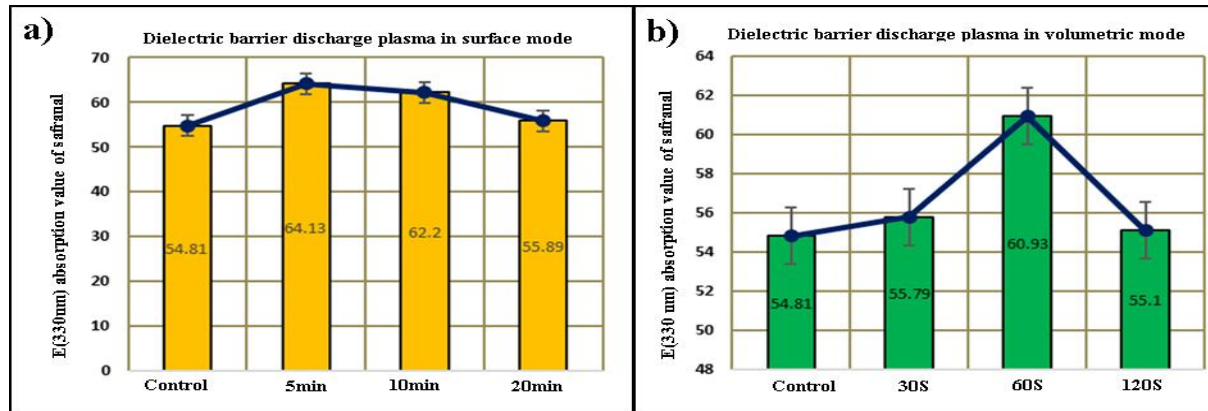 a)
Dielectric barrier discharge plasma in surface mode
E(330nm) absorption value of safranal
70
60
50
40
30
20
10
0
54.81
64.13
62.2
55.89
Control
5min
10min
20min
b)
Dielectric barrier discharge plasma in volumetric mode
E(330 nm) absorption value of safranal
64
62
60
58
56
54
52
50
48
54.81
55.79
60.93
55.1
Control
30S
60S
120S